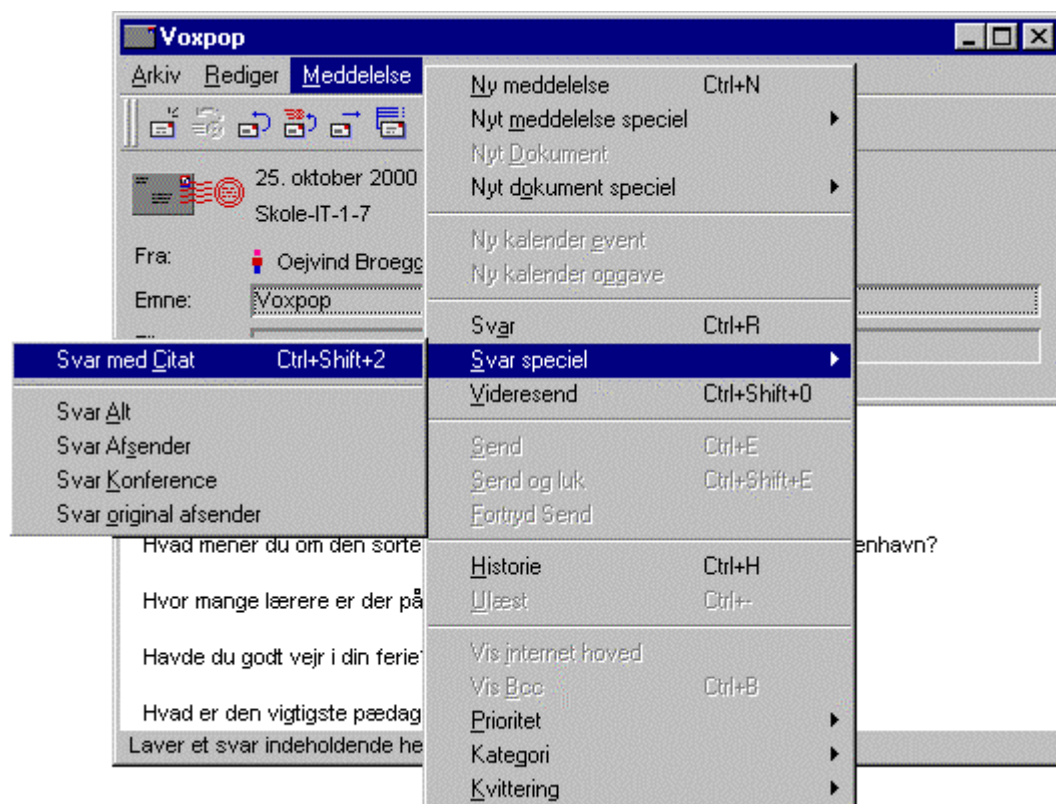 Voxpop
Arkiv Rediger Meddelelse
25. oktober 2000
Skole-IT-1-7
Fra: Oejvind Broegg
Emne: Voxpop
Ny meddelelse Ctrl+N
Nyt meddelelse speciel
Nyt Dokument
Nyt dokument speciel
Ny kalender event
Ny kalender opgave
Svar Ctrl+R
Svar speciel
Videresend Ctrl+Shift+0
Send Ctrl+E
Send og luk Ctrl+Shift+E
Fortryd Send
Historie Ctrl+H
Ulæst Ctrl+-
Vis internet hoved
Vis Bcc Ctrl+B
Prioritet
Kategori
Kvittering
Svar med Citat Ctrl+Shift+2
Svar Alt
Svar Afsender
Svar Konference
Svar original afsender
Hvad mener du om den sorte enhavn?
Hvor mange lærere er der på
Havde du godt vejr i din ferie?
Hvad er den vigtigste pædag
Laver et svar indeholdende he